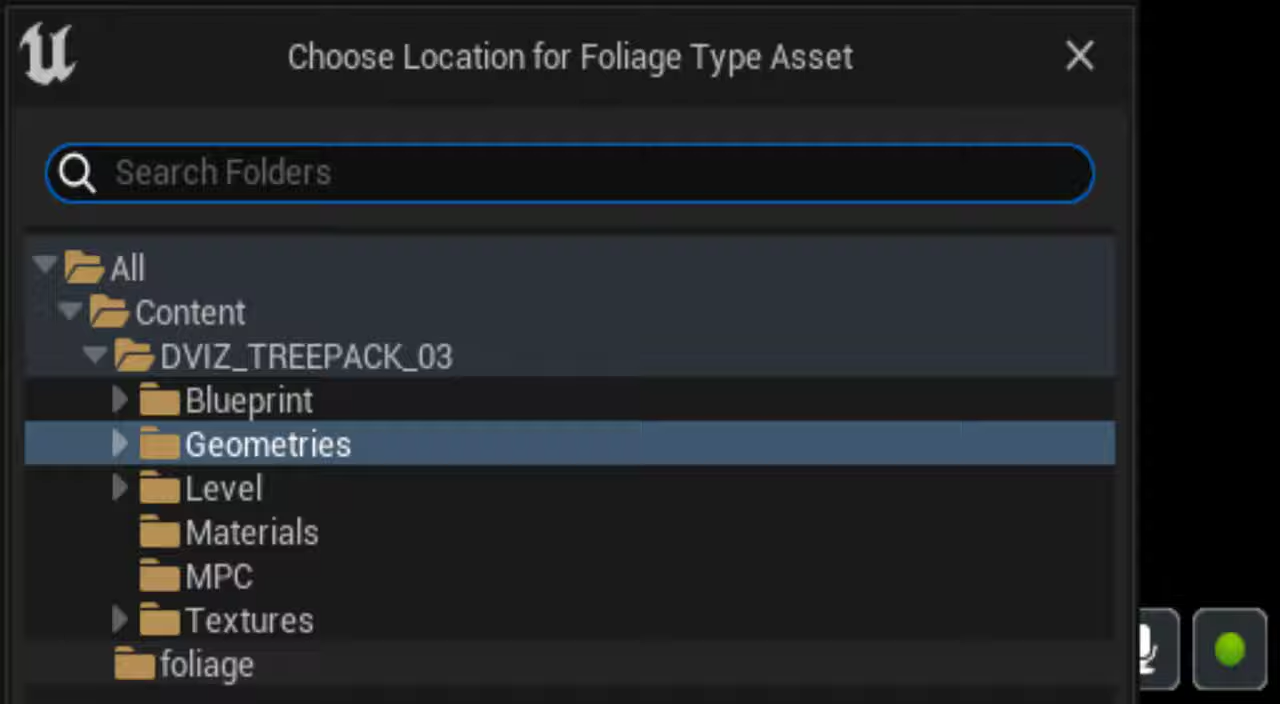 Choose Location for Foliage Type Asset
Search Folders
All
Content
DVIZ_TREEPACK_03
Blueprint
Geometries
Level
Materials
MPC
Textures
foliage